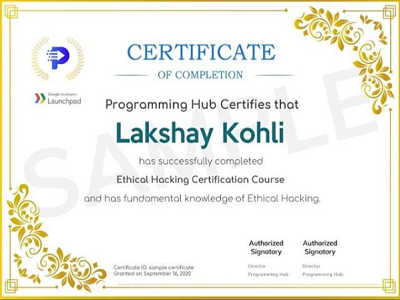 CERTIFICATE
OF COMPLETION
P
Google Developers
Launchpad
Programming Hub Certifies that
Lakshay Kohli
has successfully completed
Ethical Hacking Certification Course
and has fundamental knowledge of Ethical Hacking.
SAMPLE
Authorized Signatory
Authorized Signatory
Director
Programming Hub
Director
Programming Hub
Certificate ID: sample certificate
Granted on September 16, 2020